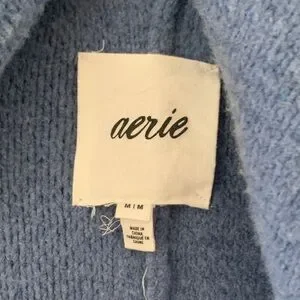 aerie
M | M
MADE IN
CHINA
FABRIQUÉ EN
CHINE